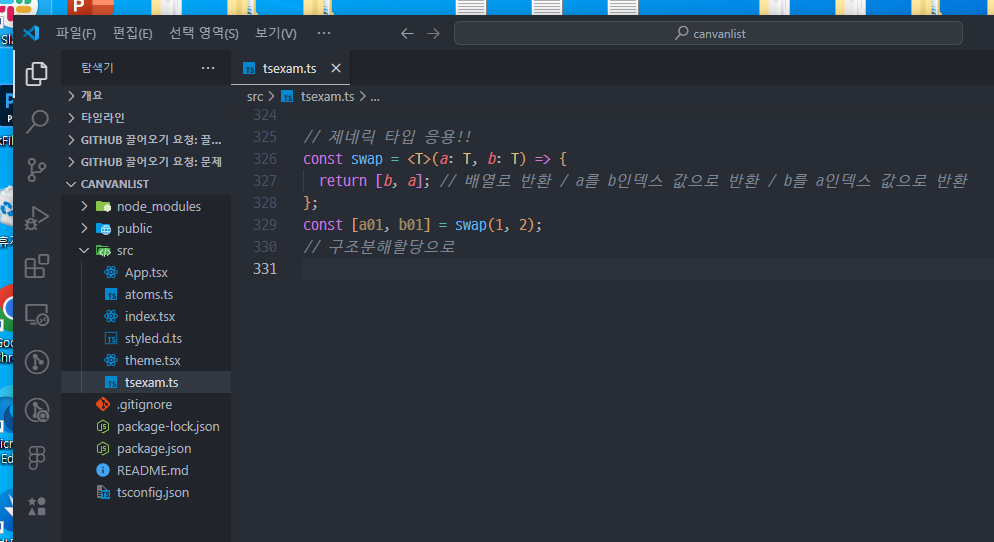 파일(F) 편집(E) 선택 영역(S) 보기(V) ··· canvanlist
탐색기 ···
tsexam.ts
개요
타임라인
GITHUB 끌어오기 요청: 끌...
GITHUB 끌어오기 요청: 문제
CANVANLIST
node_modules
public
src
App.tsx
atoms.ts
index.tsx
styled.d.ts
theme.tsx
tsexam.ts
.gitignore
package-lock.json
package.json
README.md
tsconfig.json
src > tsexam.ts > ...
324
325 // 제네릭 타입 응용!!
326 const swap = <T>(a: T, b: T) => {
327 return [b, a]; // 배열로 반환 / a를 b인덱스 값으로 반환 / b를 a인덱스 값으로 반환
328 };
329 const [a01, b01] = swap(1, 2);
330 // 구조분해할당으로
331